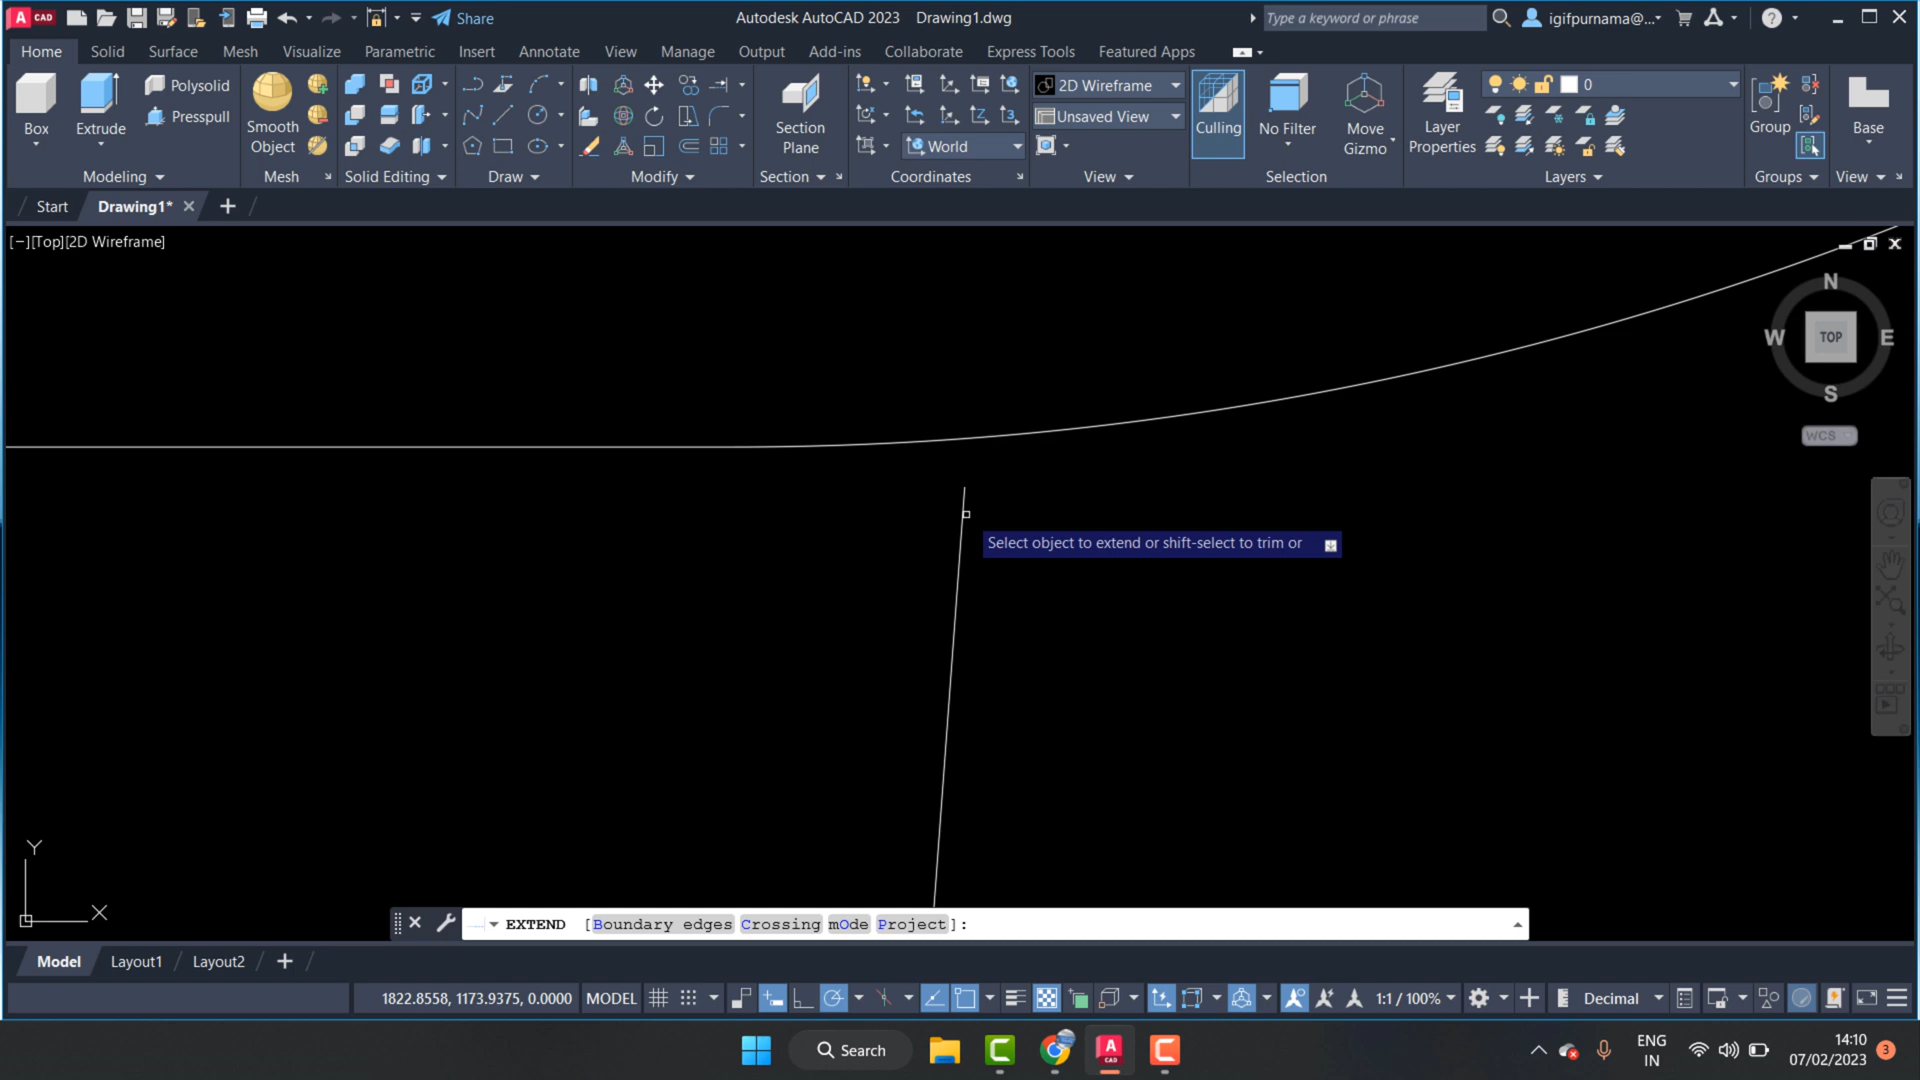 A CAD Share Autodesk AutoCAD 2023 Drawing1.dwg Type a keyword or phrase igifpurnama@...
Home Solid Surface Mesh Visualize Parametric Insert Annotate View Manage Output Add-ins Collaborate Express Tools Featured Apps
Box
Extrude
Polysolid
Presspull
Smooth
Object
Section
Plane
World
2D Wireframe
Unsaved View
Culling
No Filter
Move
Gizmo
Layer
Properties
0
Group
Base
Modeling Mesh Solid Editing Draw Modify Section Coordinates View Selection Layers Groups View
Start Drawing1*
[−][Top][2D Wireframe]
N
W TOP E
S
WCS
Select object to extend or shift-select to trim or
Y
X
EXTEND [Boundary edges Crossing mOde Project]:
Model Layout1 Layout2
1822.8558, 1173.9375, 0.0000 MODEL 1:1 / 100% Decimal
Search
A CAD
ENG
IN
14:10
07/02/2023
3